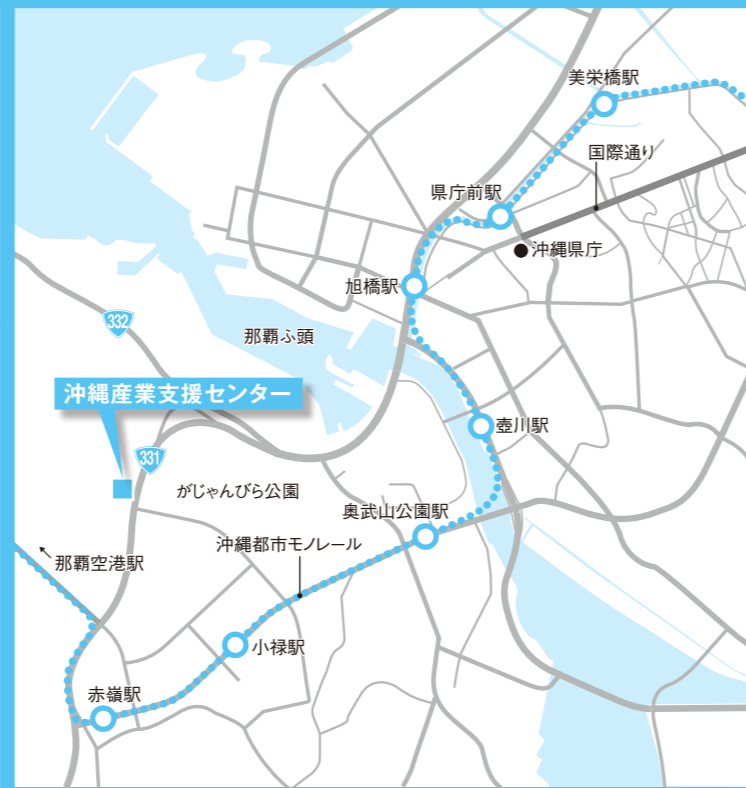 美栄橋駅
国際通り
県庁前駅
沖縄県庁
旭橋駅
332
那覇ふ頭
沖縄産業支援センター
壺川駅
331
がじゃんびら公園
奥武山公園駅
沖縄都市モノレール
那覇空港駅
小禄駅
赤嶺駅